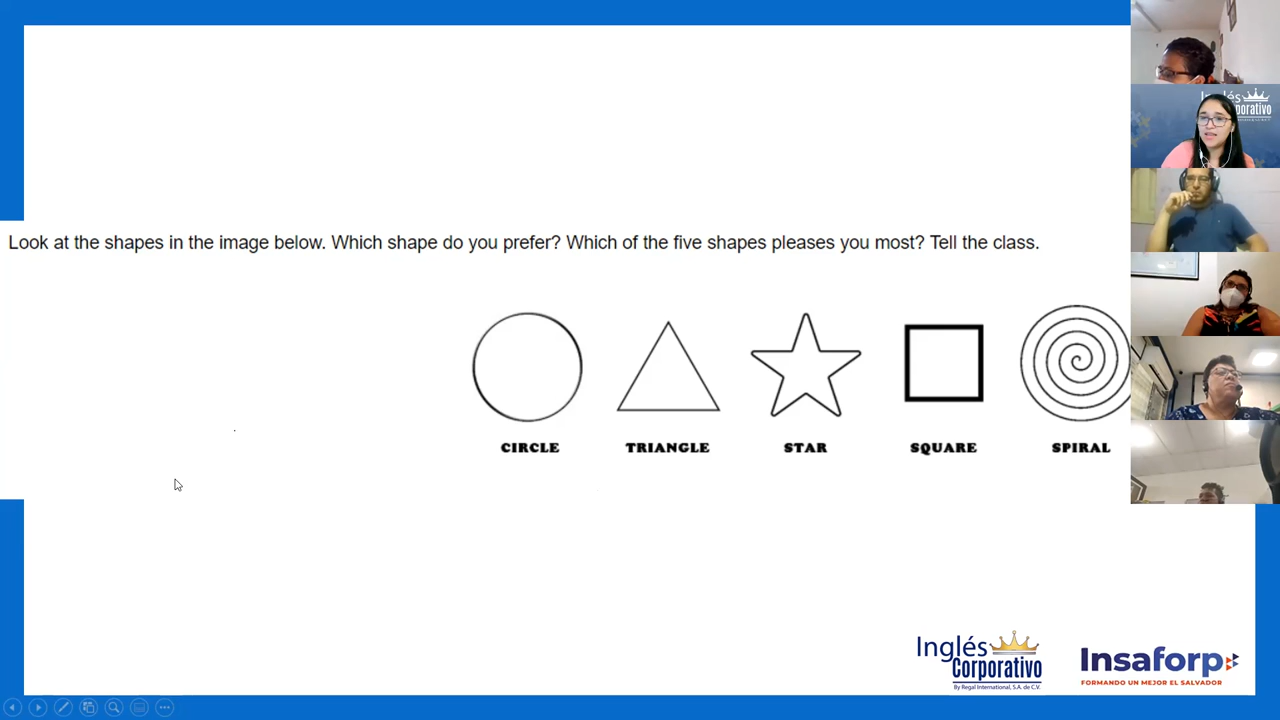 Look at the shapes in the image below. Which shape do you prefer? Which of the five shapes pleases you most? Tell the class.
CIRCLE TRIANGLE STAR SQUARE SPIRAL
Inglés
Corporativo
By Regal International, S.A. de C.V.
Insaforp
FORMANDO UN MEJOR EL SALVADOR
Inglés
porativo